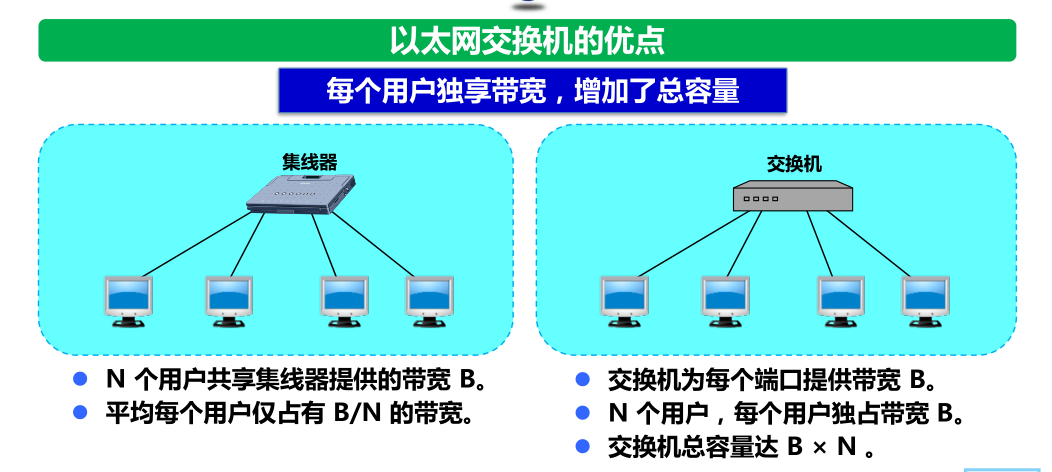 以太网交换机的优点
每个用户独享带宽，增加了总容量
集线器
N 个用户共享集线器提供的带宽 B。
平均每个用户仅占有 B/N 的带宽。
交换机
交换机为每个端口提供带宽 B。
N 个用户，每个用户独占带宽 B。
交换机总容量达 B × N 。